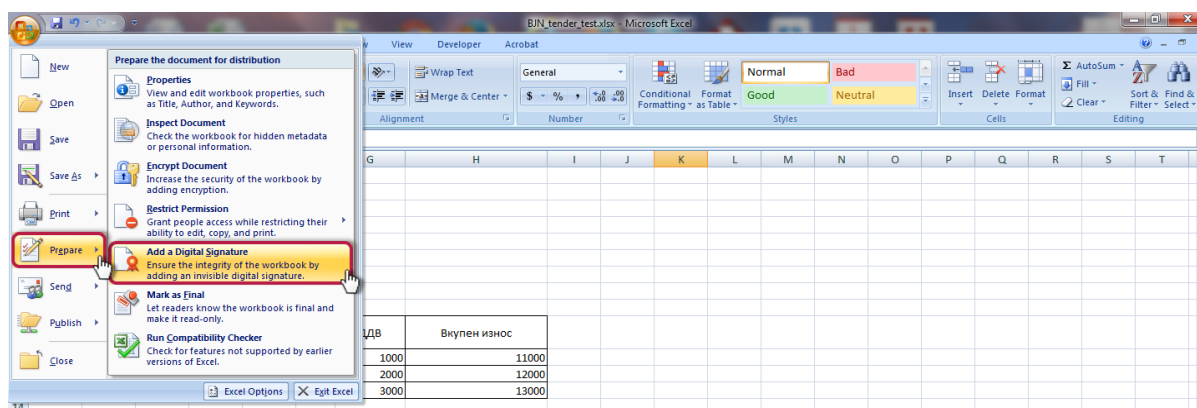 BJN_tender_test.xlsx - Microsoft Excel
View Developer Acrobat
New
Open
Save
Save As
Print
Prepare
Send
Publish
Close
Prepare the document for distribution
Properties
View and edit workbook properties, such
as Title, Author, and Keywords.
Inspect Document
Check the workbook for hidden metadata
or personal information.
Encrypt Document
Increase the security of the workbook by
adding encryption.
Restrict Permission
Grant people access while restricting their
ability to edit, copy, and print.
Add a Digital Signature
Ensure the integrity of the workbook by
adding an invisible digital signature.
Mark as Final
Let readers know the workbook is final and
make it read-only.
Run Compatibility Checker
Check for features not supported by earlier
versions of Excel.
Excel Options Exit Excel
Wrap Text
Merge & Center
Alignment
General
$ % ,
Number
Conditional Formatting
Format as Table
Normal Bad
Good Neutral
Styles
Insert Delete Format
Cells
Σ AutoSum
Fill
Clear
Sort & Filter
Find & Select
Editing
G H I J K L M N O P Q R S T
ДДВ Вкупен износ
1000 11000
2000 12000
3000 13000
14